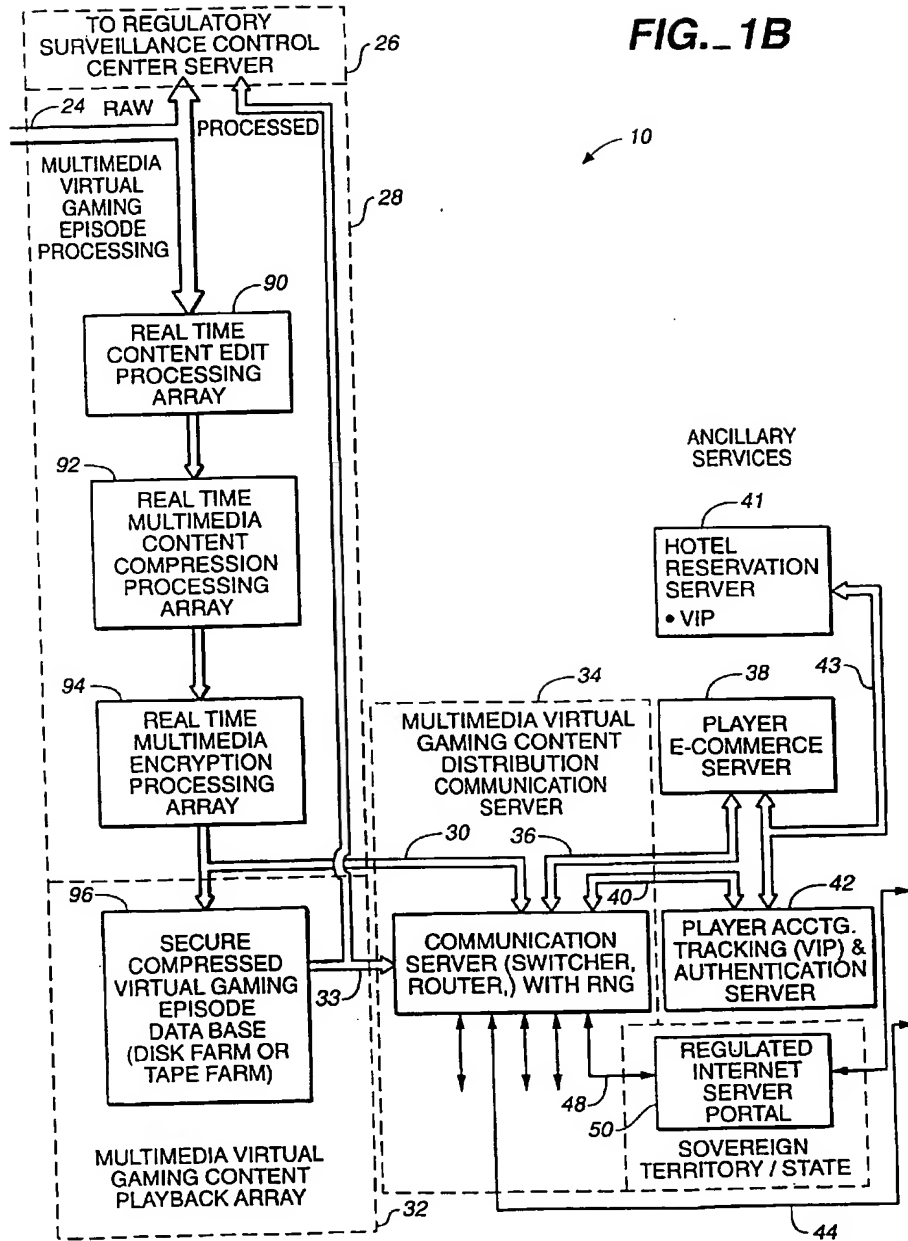 FIG._1B
TO REGULATORY
SURVEILLANCE CONTROL
CENTER SERVER
26
24
RAW
PROCESSED
10
MULTIMEDIA
VIRTUAL
GAMING
EPISODE
PROCESSING
28
90
REAL TIME
CONTENT EDIT
PROCESSING
ARRAY
92
REAL TIME
MULTIMEDIA
CONTENT
COMPRESSION
PROCESSING
ARRAY
94
REAL TIME
MULTIMEDIA
ENCRYPTION
PROCESSING
ARRAY
ANCILLARY
SERVICES
41
HOTEL
RESERVATION
SERVER
• VIP
43
34
MULTIMEDIA VIRTUAL
GAMING CONTENT
DISTRIBUTION
COMMUNICATION
SERVER
38
PLAYER
E-COMMERCE
SERVER
30
36
40
96
SECURE
COMPRESSED
VIRTUAL GAMING
EPISODE
DATA BASE
(DISK FARM OR
TAPE FARM)
33
COMMUNICATION
SERVER (SWITCHER,
ROUTER,) WITH RNG
42
PLAYER ACCTG.
TRACKING (VIP) &
AUTHENTICATION
SERVER
48
REGULATED
INTERNET
SERVER
PORTAL
50
SOVEREIGN
TERRITORY / STATE
MULTIMEDIA VIRTUAL
GAMING CONTENT
PLAYBACK ARRAY
32
44